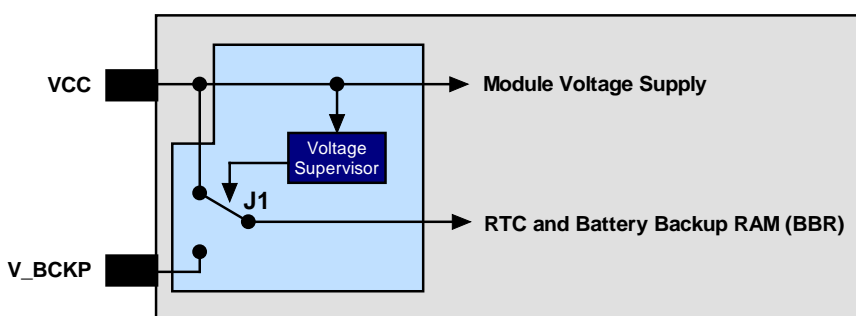 VCC
Module Voltage Supply
Voltage
Supervisor
J1
RTC and Battery Backup RAM (BBR)
V_BCKP